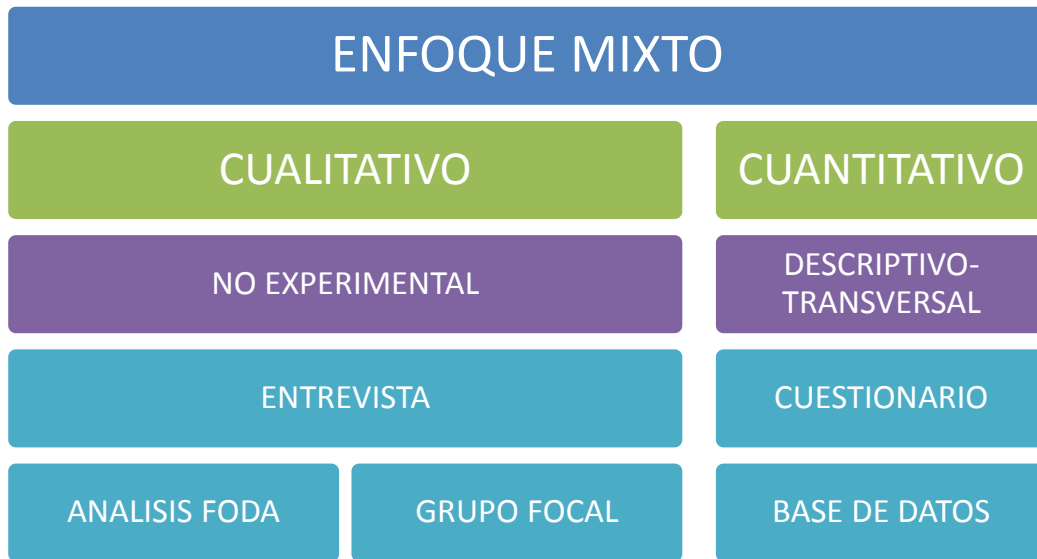 ENFOQUE MIXTO
CUALITATIVO
CUANTITATIVO
NO EXPERIMENTAL
DESCRIPTIVO-
TRANSVERSAL
ENTREVISTA
CUESTIONARIO
ANALISIS FODA
GRUPO FOCAL
BASE DE DATOS